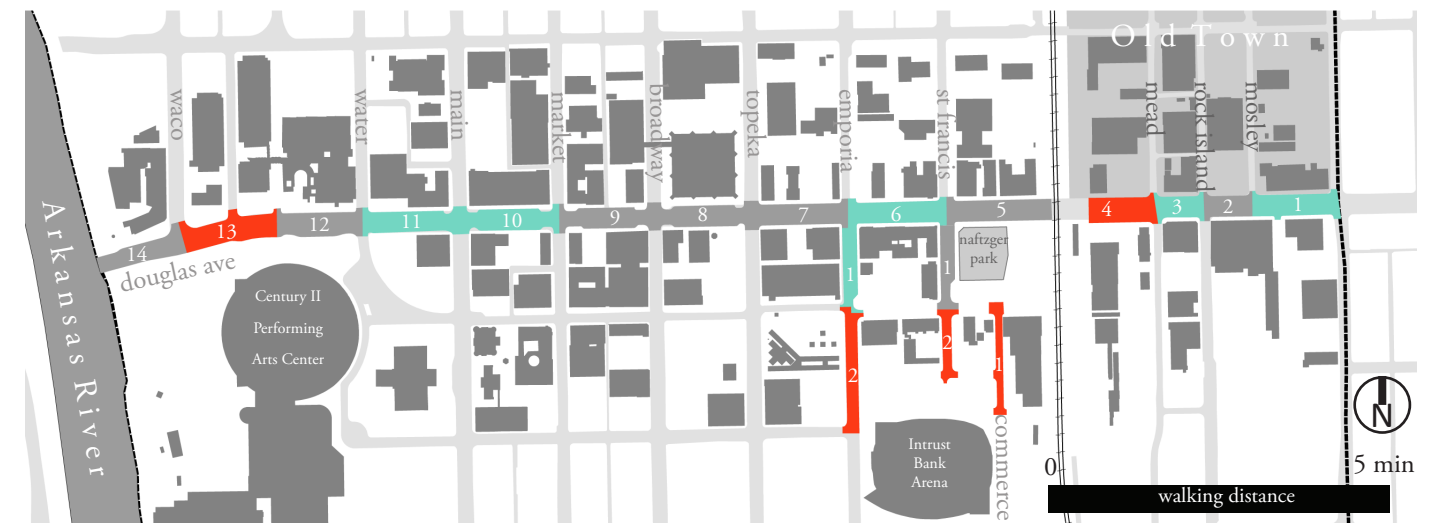 Old Town
waco
water
main
market
broadway
topeka
emporia
st francis
mead
rock island
mosley
14
13
12
11
10
9
8
7
6
5
4
3
2
1
douglas ave
naftzger
park
1
1
2
2
1
Arkansas River
Century II
Performing
Arts Center
Intrust
Bank
Arena
commerce
N
0
5 min
walking distance